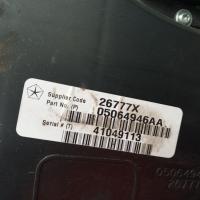 Supplier Code 26777X
Part No. (P) 05064946AA
Serial # (T) 41049113